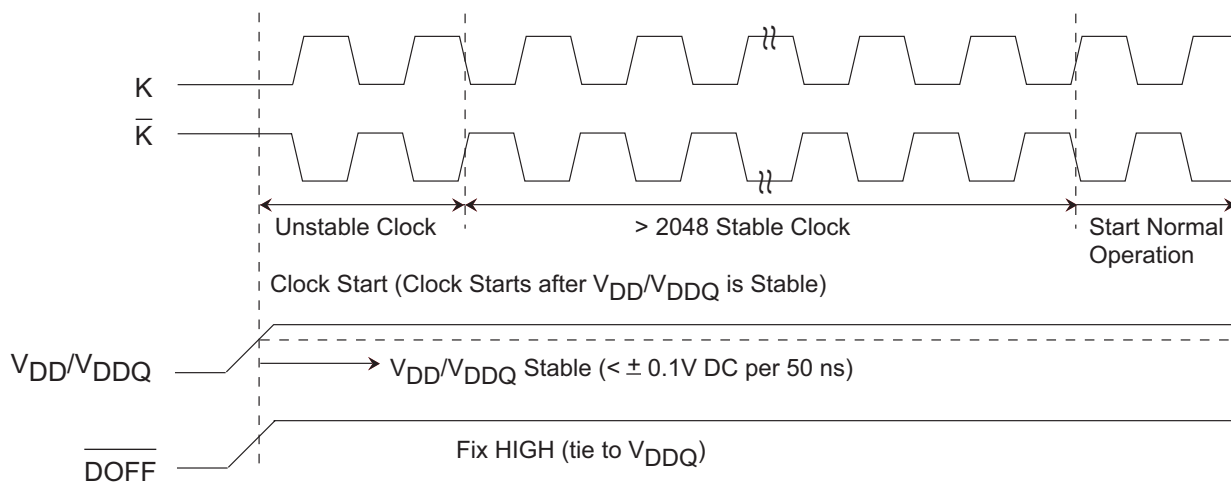 K
K̅
Unstable Clock
> 2048 Stable Clock
Start Normal
Operation
Clock Start (Clock Starts after VDD/VDDQ is Stable)
VDD/VDDQ
VDD/VDDQ Stable (< ± 0.1V DC per 50 ns)
Fix HIGH (tie to VDDQ)
D̅O̅F̅F̅